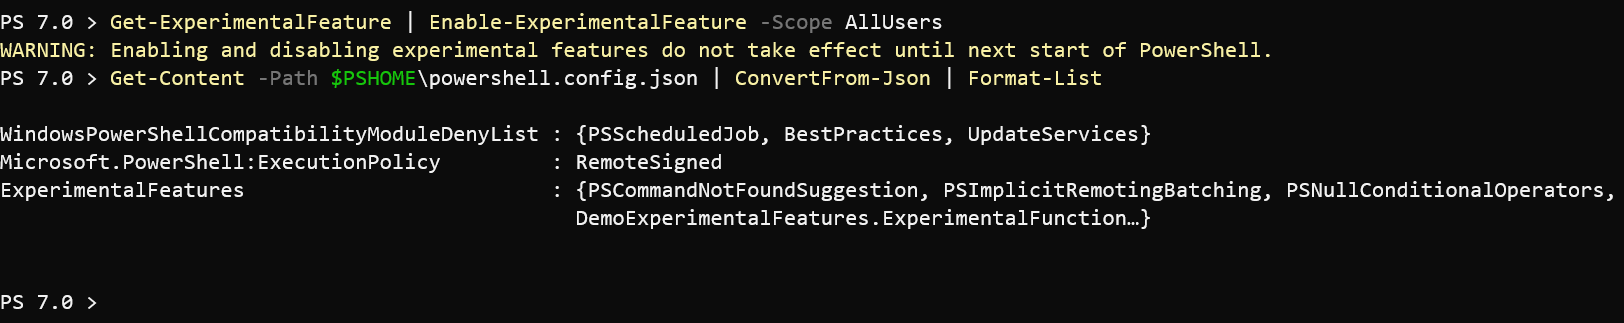 PS 7.0 > Get-ExperimentalFeature | Enable-ExperimentalFeature -Scope AllUsers
WARNING: Enabling and disabling experimental features do not take effect until next start of PowerShell.
PS 7.0 > Get-Content -Path $PSHOME\powershell.config.json | ConvertFrom-Json | Format-List
WindowsPowerShellCompatibilityModuleDenyList : {PSScheduledJob, BestPractices, UpdateServices}
Microsoft.PowerShell:ExecutionPolicy         : RemoteSigned
ExperimentalFeatures                         : {PSCommandNotFoundSuggestion, PSImplicitRemotingBatching, PSNullConditionalOperators,
                                               DemoExperimentalFeatures.ExperimentalFunction…}
PS 7.0 >